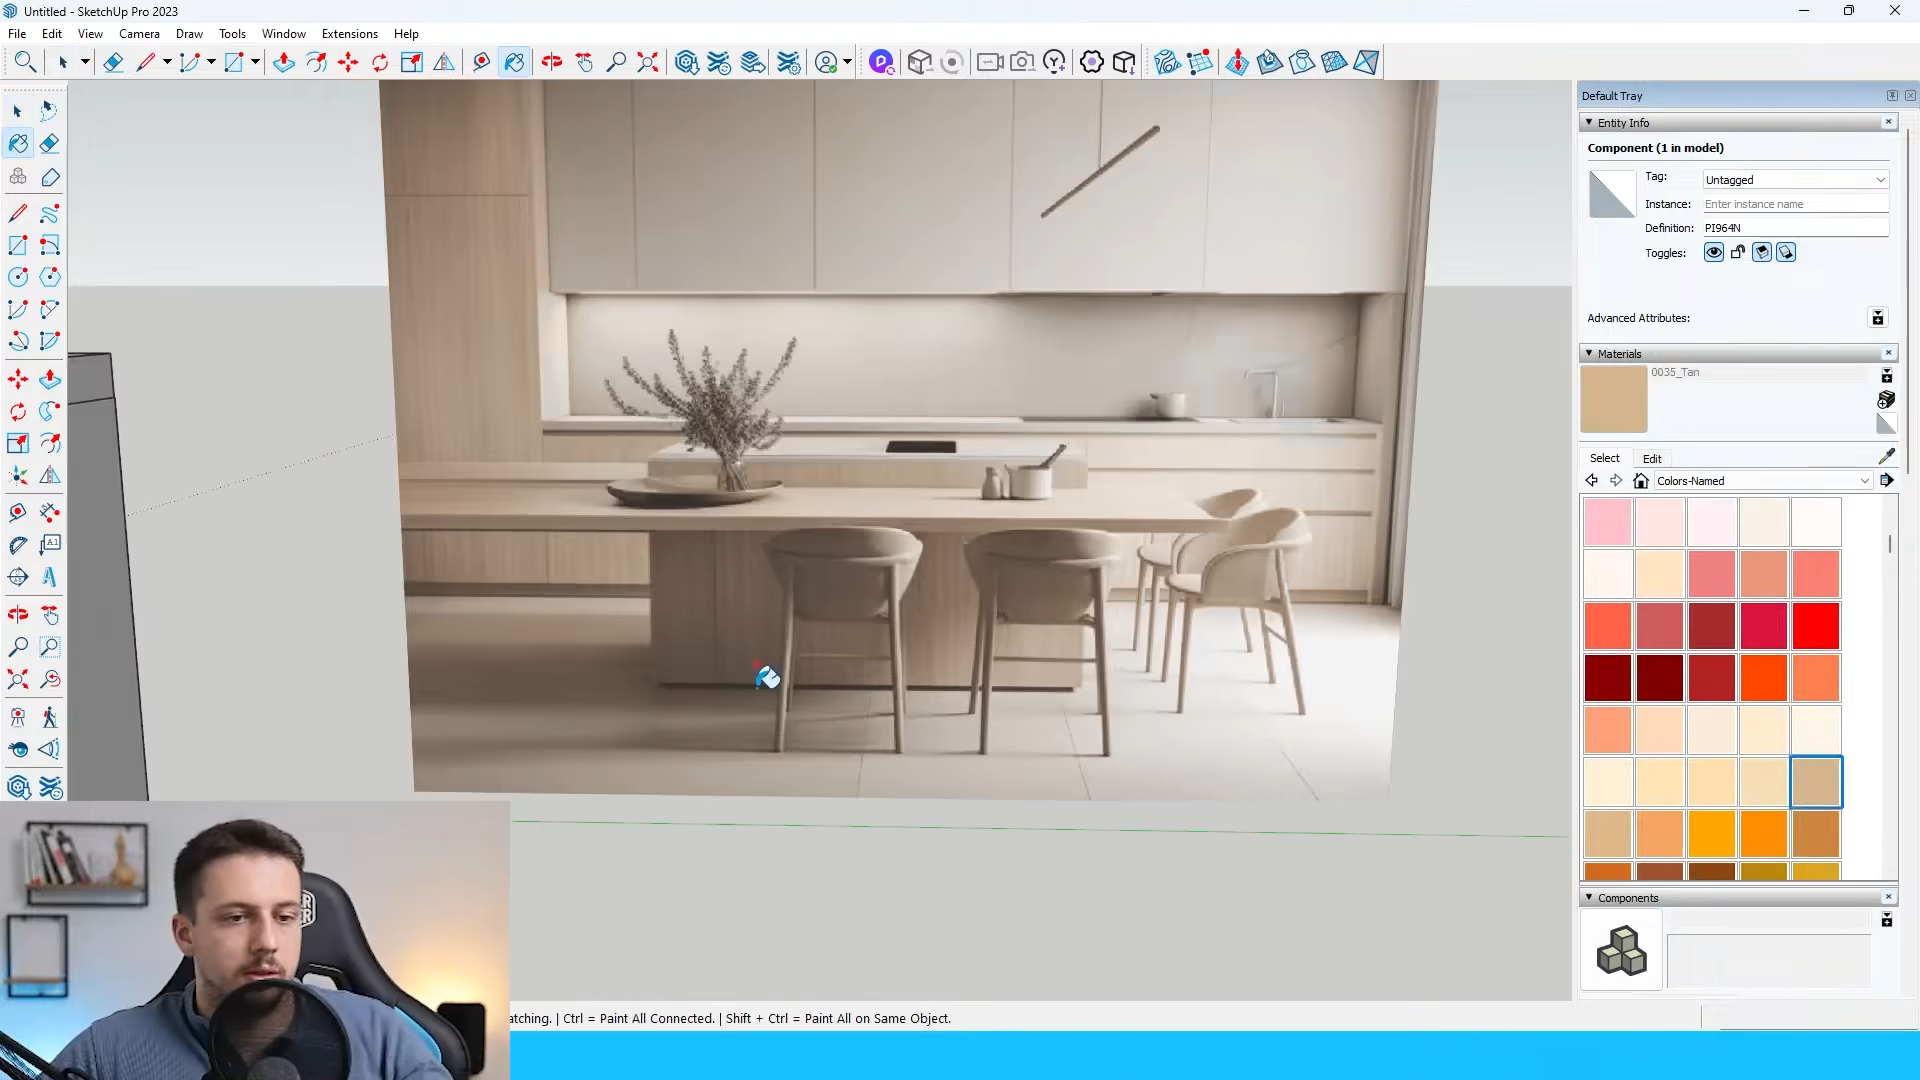 Untitled - SketchUp Pro 2023
File Edit View Camera Draw Tools Window Extensions Help
Default Tray
Entity Info
Component (1 in model)
Tag: Untagged
Instance: Enter instance name
Definition: PI964N
Toggles:
Advanced Attributes:
Materials
0035_Tan
Select Edit
Colors-Named
Components
atching. | Ctrl = Paint All Connected. | Shift + Ctrl = Paint All on Same Object.